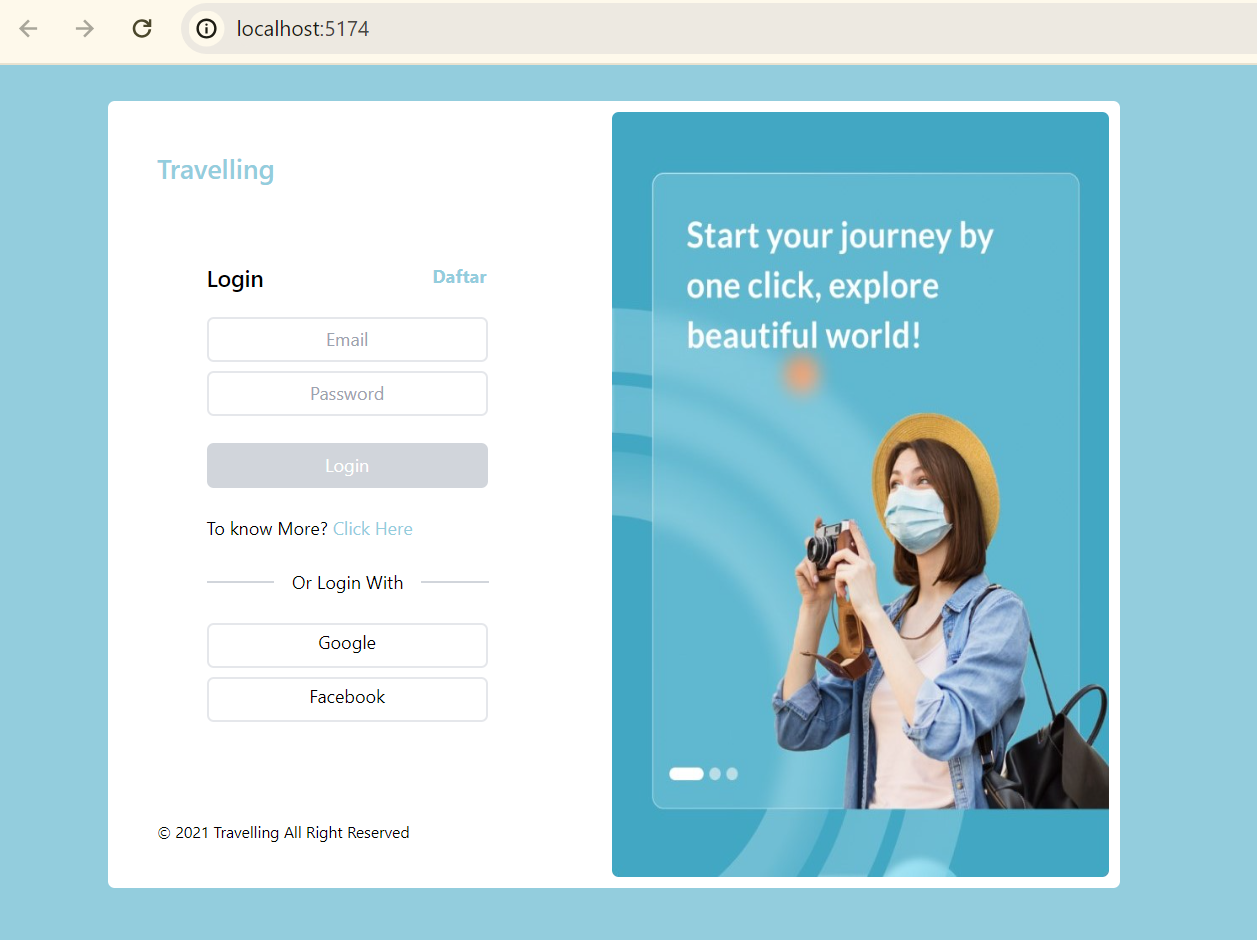 localhost:5174
Travelling
Login
Daftar
Email
Password
Login
To know More? Click Here
Or Login With
Google
Facebook
© 2021 Travelling All Right Reserved
Start your journey by
one click, explore
beautiful world!